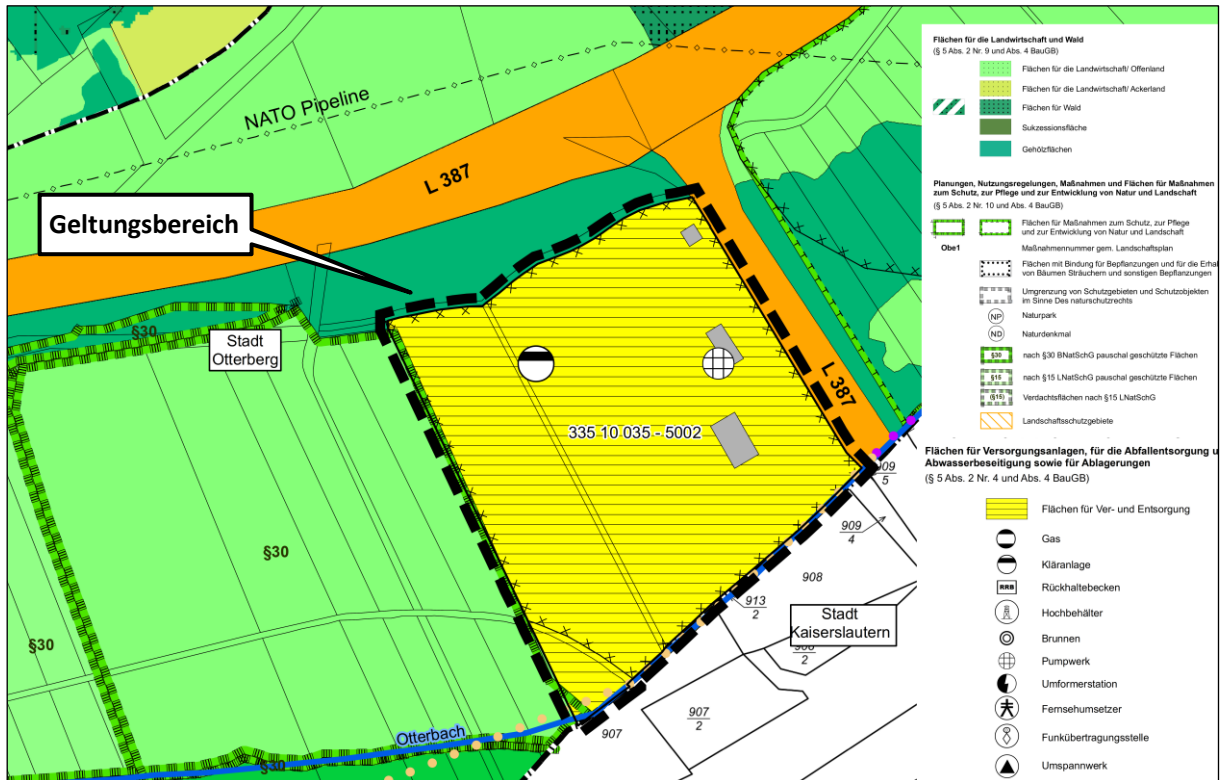 NATO Pipeline
L 387
Geltungsbereich
§30
Stadt
Otterberg
L 387
335 10 035 - 5002
§30
§30
909
5
909
4
908
913
2
Stadt
Kaiserslautern
2
907
2
907
Otterbach
§30
Flächen für die Landwirtschaft und Wald
(§ 5 Abs. 2 Nr. 9 und Abs. 4 BauGB)
Flächen für die Landwirtschaft/ Offenland
Flächen für die Landwirtschaft/ Ackerland
Flächen für Wald
Sukzessionsfläche
Gehölzflächen
Planungen, Nutzungsregelungen, Maßnahmen und Flächen für Maßnahmen
zum Schutz, zur Pflege und zur Entwicklung von Natur und Landschaft
(§ 5 Abs. 2 Nr. 10 und Abs. 4 BauGB)
Flächen für Maßnahmen zum Schutz, zur Pflege
und zur Entwicklung von Natur und Landschaft
Obe1 Maßnahmennummer gem. Landschaftsplan
Flächen mit Bindung für Bepflanzungen und für die Erhal
von Bäumen Sträuchern und sonstigen Bepflanzungen
Umgrenzung von Schutzgebieten und Schutzobjekten
im Sinne Des naturschutzrechts
NP Naturpark
ND Naturdenkmal
§30 nach §30 BNatSchG pauschal geschützte Flächen
§15 nach §15 LNatSchG pauschal geschützte Flächen
(§15) Verdachtsflächen nach §15 LNatSchG
Landschaftsschutzgebiete
Flächen für Versorgungsanlagen, für die Abfallentsorgung u
Abwasserbeseitigung sowie für Ablagerungen
(§ 5 Abs. 2 Nr. 4 und Abs. 4 BauGB)
Flächen für Ver- und Entsorgung
Gas
Kläranlage
RRB Rückhaltebecken
Hochbehälter
Brunnen
Pumpwerk
Umformerstation
Fernsehumsetzer
Funkübertragungsstelle
Umspannwerk